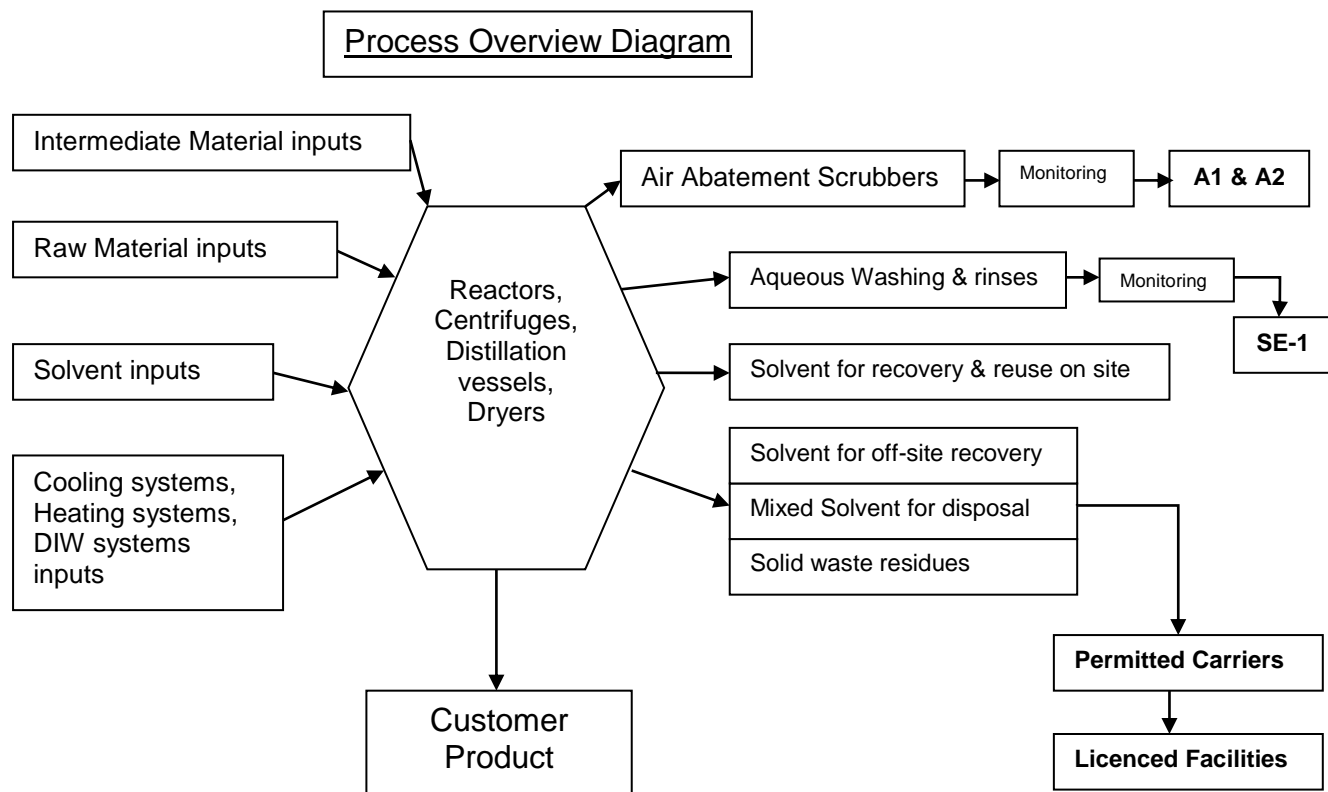 Process Overview Diagram
Intermediate Material inputs
Air Abatement Scrubbers
Monitoring
A1 & A2
Raw Material inputs
Reactors,
Centrifuges,
Distillation
vessels,
Dryers
Aqueous Washing & rinses
Monitoring
SE-1
Solvent inputs
Solvent for recovery & reuse on site
Cooling systems,
Heating systems,
DIW systems
inputs
Solvent for off-site recovery
Mixed Solvent for disposal
Solid waste residues
Permitted Carriers
Licenced Facilities
Customer
Product